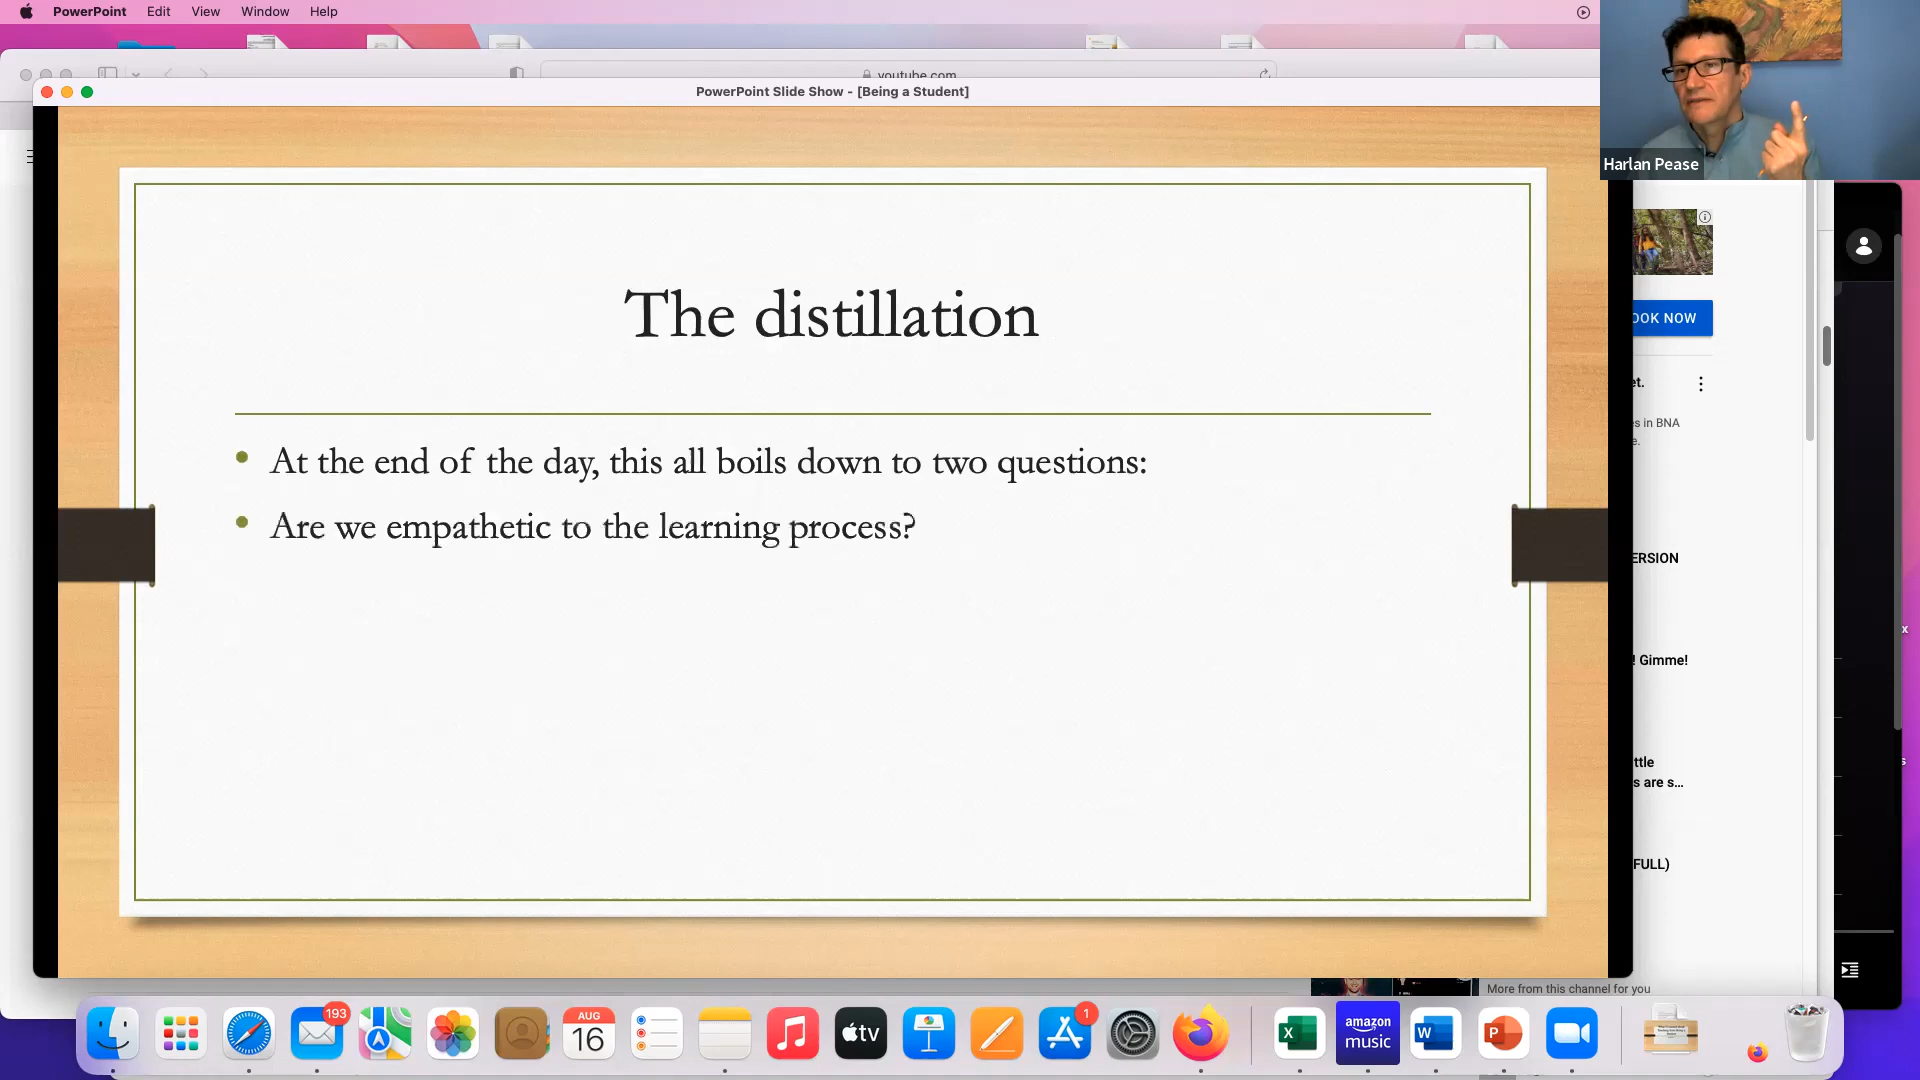 PowerPoint Edit View Window Help
youtube.com
PowerPoint Slide Show - [Being a Student]
Harlan Pease
The distillation
At the end of the day, this all boils down to two questions:
Are we empathetic to the learning process?
OOK NOW
et.
es in BNA
e.
ERSION
! Gimme!
ttle
s are s...
FULL)
x
s
More from this channel for you
193
AUG
16
tv
1
X
amazon
music
W
P